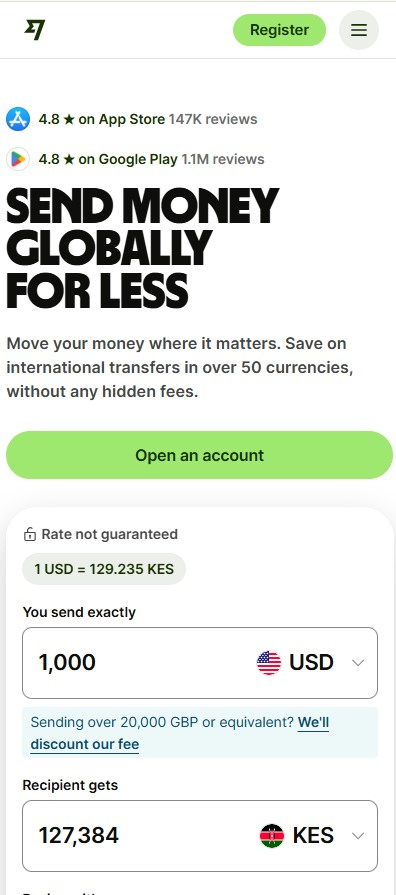 Register
4.8 ★ on App Store 147K reviews
4.8 ★ on Google Play 1.1M reviews
SEND MONEY
GLOBALLY
FOR LESS
Move your money where it matters. Save on
international transfers in over 50 currencies,
without any hidden fees.
Open an account
Rate not guaranteed
1 USD = 129.235 KES
You send exactly
1,000 USD
Sending over 20,000 GBP or equivalent? We'll
discount our fee
Recipient gets
127,384 KES